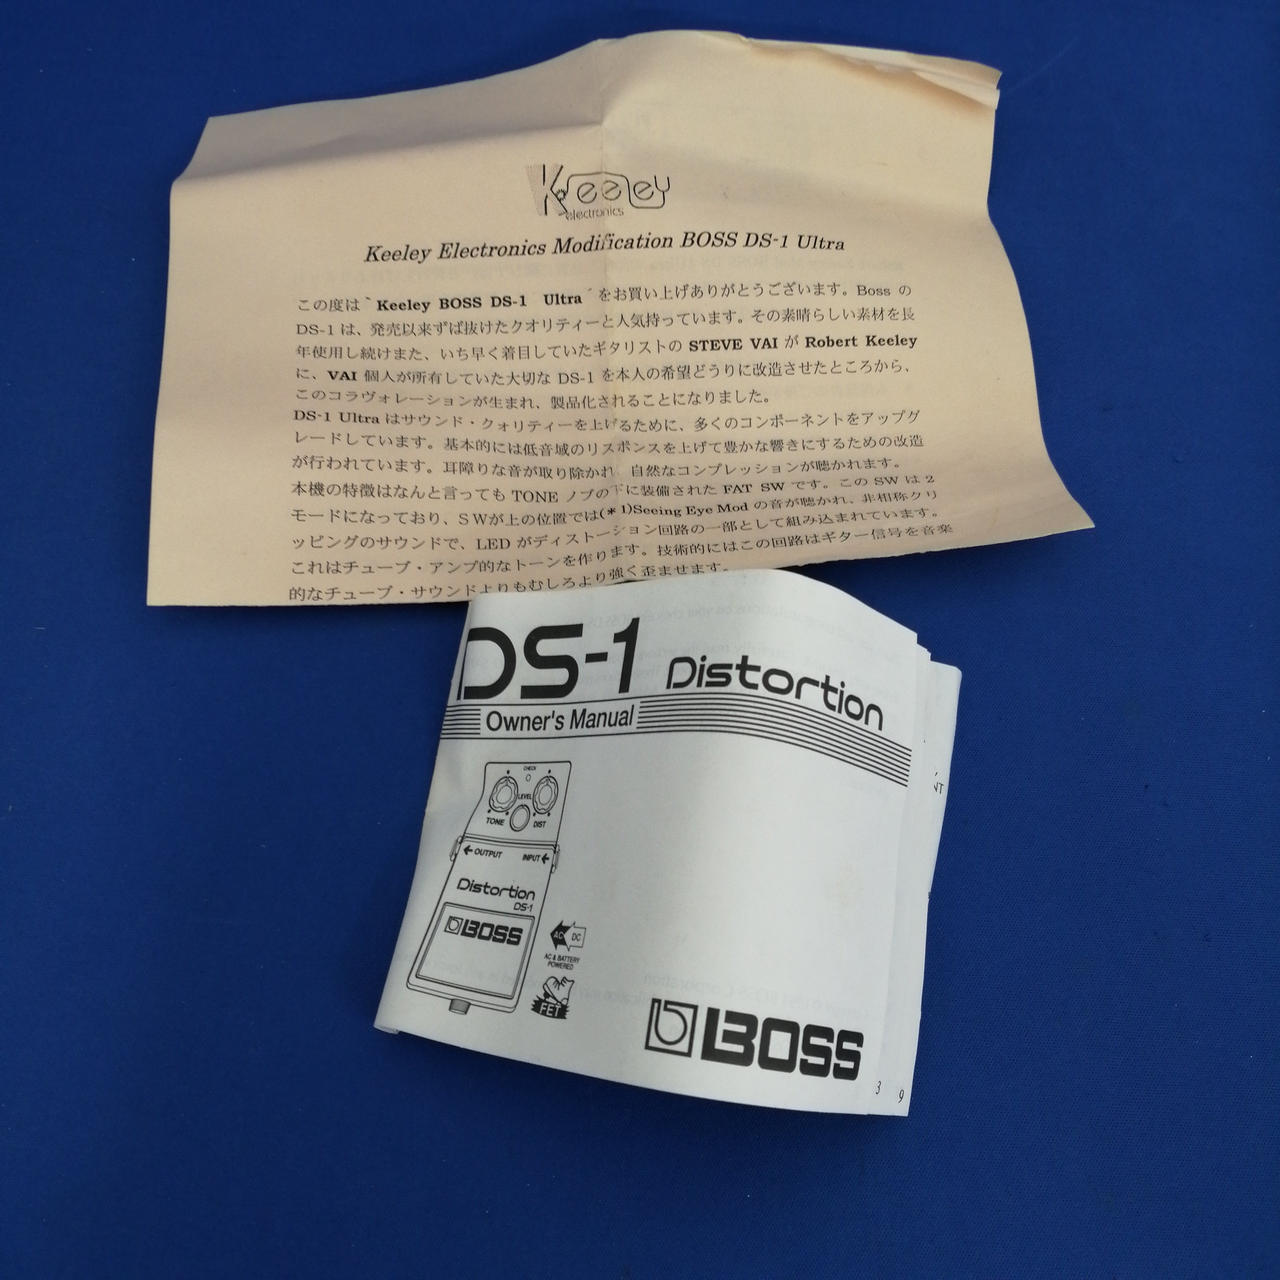 Keeley
electronics
Keeley Electronics Modification BOSS DS-1 Ultra
この度は`Keeley BOSS DS-1 Ultra´をお買い上げありがとうございます。Boss の
DS-1 は、発売以来ずば抜けたクオリティーと人気持っています。その素晴らしい素材を長
年使用し続けまた、いち早く着目していたギタリストの STEVE VAI が Robert Keeley
に、VAI 個人が所有していた大切な DS-1 を本人の希望どうりに改造させたところから、
このコラヴォレーションが生まれ、製品化されることになりました。
DS-1 Ultra はサウンド・クォリティーを上げるために、多くのコンポーネントをアップグ
レードしています。基本的には低音域のリスポンスを上げて豊かな響きにするための改造
が行われています。耳障りな音が取り除かれ 自然なコンプレッションが聴かれます。
本機の特徴はなんと言っても TONE ノブの下に装備された FAT SW です。この SW は 2
モードになっており、SWが上の位置では(*1)Seeing Eye Mod の音が聴かれ、非相称クリ
ッピングのサウンドで、LED がディストーション回路の一部として組み込まれています。
これはチューブ・アンプ的なトーンを作ります。技術的にはこの回路はギター信号を音楽
的なチューブ・サウンドよりもむしろより強く歪ませます。
DS-1 Distortion
Owner's Manual
CHECK
LEVEL
TONE
DIST
OUTPUT
INPUT
Distortion
DS-1
BOSS
AC
DC
AC & BATTERY
POWERED
FET
BOSS
3
9